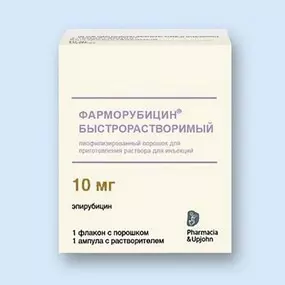 ФАРМОРУБИЦИН®
БЫСТРОРАСТВОРИМЫЙ
лиофилизированный порошок для
приготовления раствора для инъекций
10 мг
эпирубицин
1 флакон с порошком
1 ампула с растворителем
Pharmacia
&Upjohn